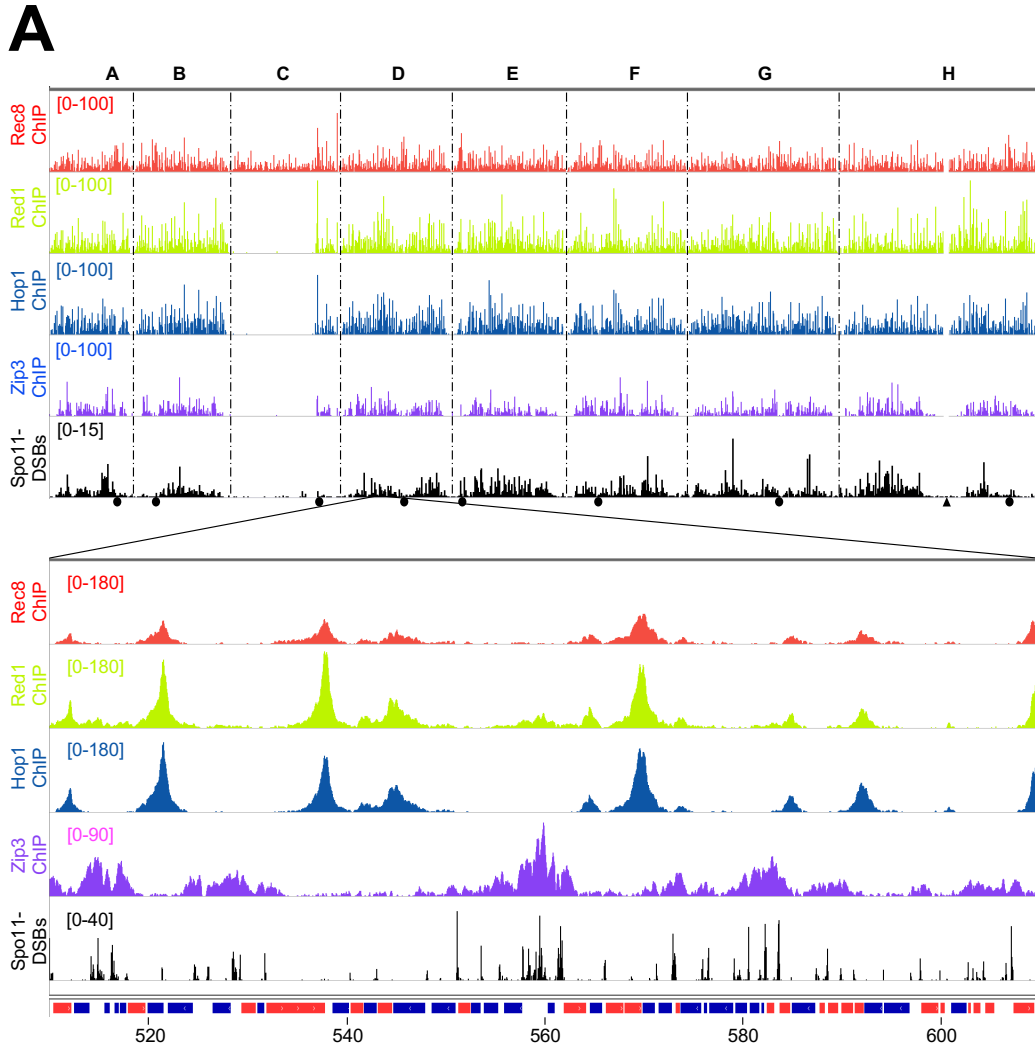 A
A B C D E F G H
Rec8 ChIP
[0-100]
Red1 ChIP
[0-100]
Hop1 ChIP
[0-100]
Zip3 ChIP
[0-100]
Spo11- DSBs
[0-15]
Rec8 ChIP
[0-180]
Red1 ChIP
[0-180]
Hop1 ChIP
[0-180]
Zip3 ChIP
[0-90]
Spo11- DSBs
[0-40]
520 540 560 580 600